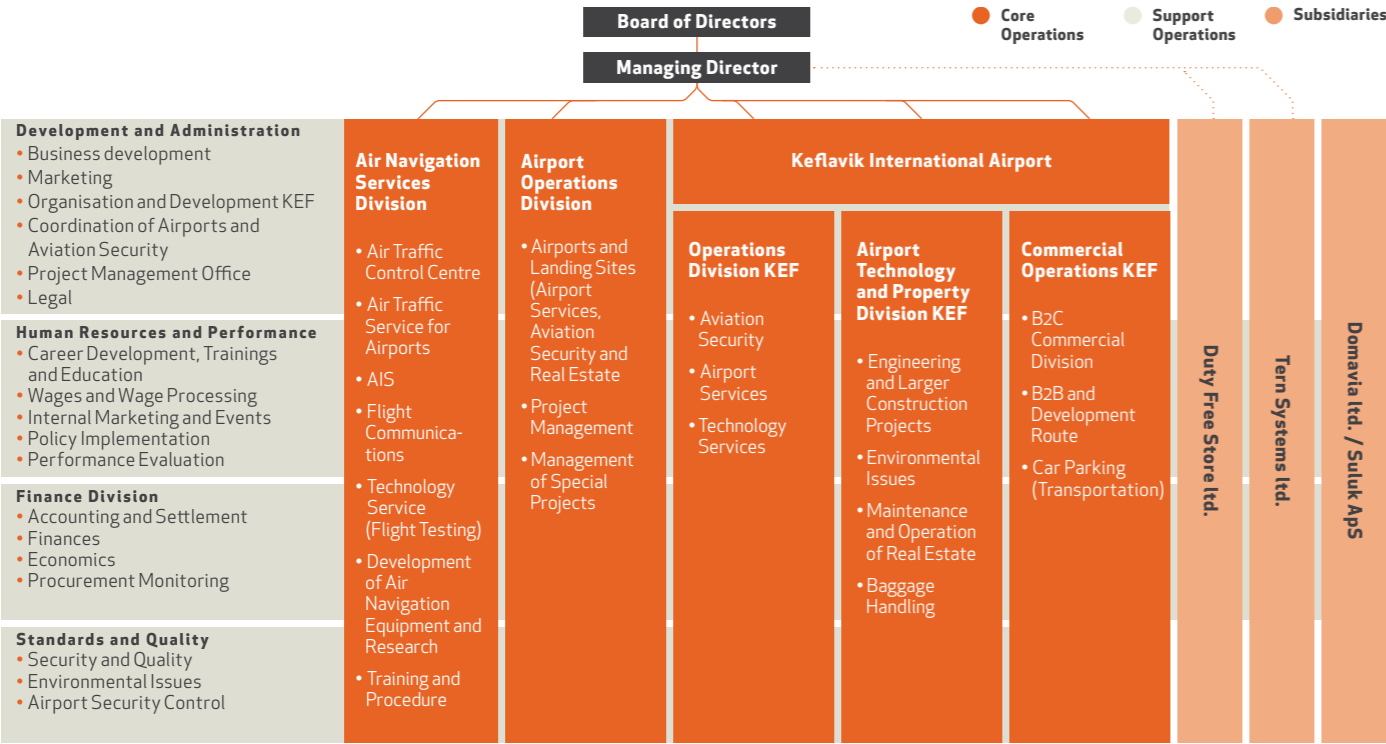 Board of Directors
Managing Director
Core
Operations
Support
Operations
Subsidiaries
Development and Administration
• Business development
• Marketing
• Organisation and Development KEF
• Coordination of Airports and
Aviation Security
• Project Management Office
• Legal
Human Resources and Performance
• Career Development, Trainings
and Education
• Wages and Wage Processing
• Internal Marketing and Events
• Policy Implementation
• Performance Evaluation
Finance Division
• Accounting and Settlement
• Finances
• Economics
• Procurement Monitoring
Standards and Quality
• Security and Quality
• Environmental Issues
• Airport Security Control
Air Navigation
Services
Division
• Air Traffic
Control Centre
• Air Traffic
Service for
Airports
• AIS
• Flight
Communica-
tions
• Technology
Service
(Flight Testing)
• Development
of Air
Navigation
Equipment and
Research
• Training and
Procedure
Airport
Operations
Division
• Airports and
Landing Sites
(Airport
Services,
Aviation
Security and
Real Estate
• Project
Management
• Management
of Special
Projects
Keflavik International Airport
Operations
Division KEF
• Aviation
Security
• Airport
Services
• Technology
Services
Airport
Technology
and Property
Division KEF
• Engineering
and Larger
Construction
Projects
• Environmental
Issues
• Maintenance
and Operation
of Real Estate
• Baggage
Handling
Commercial
Operations KEF
• B2C
Commercial
Division
• B2B and
Development
Route
• Car Parking
(Transportation)
Duty Free Store ltd.
Tern Systems ltd.
Domavia ltd. / Suluk ApS